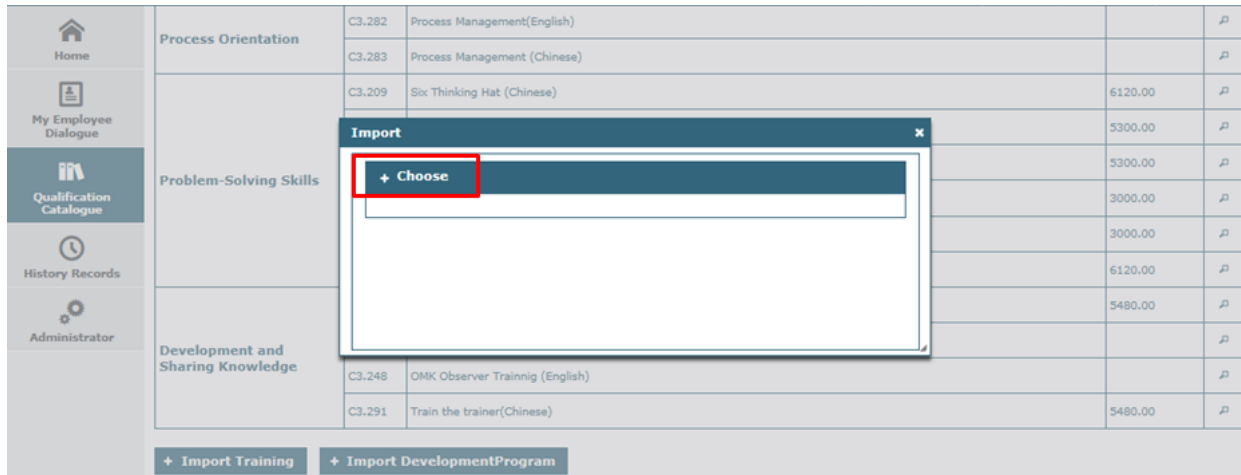 Home
My Employee
Dialogue
Qualification
Catalogue
History Records
Administrator
Process Orientation
C3.282 Process Management(English)
C3.283 Process Management (Chinese)
Problem-Solving Skills
C3.209 Six Thinking Hat (Chinese) 6120.00
5300.00
5300.00
3000.00
3000.00
6120.00
Development and
Sharing Knowledge
5480.00
C3.248 OMK Observer Trainnig (English)
C3.291 Train the trainer(Chinese) 5480.00
Import ×
+ Choose
+ Import Training + Import DevelopmentProgram